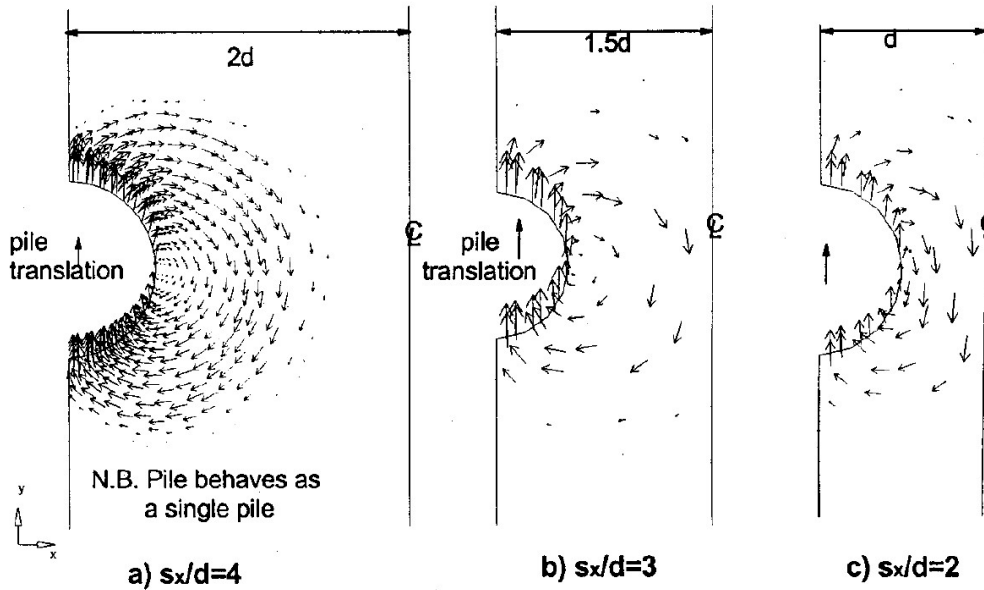 2d
1.5d
d
pile
translation
℄
pile
translation
℄
N.B. Pile behaves as
a single pile
y
x
a) sx/d=4
b) sx/d=3
c) sx/d=2